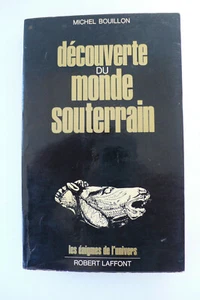 MICHEL BOUILLON
découverte
DU
monde
souterrain
les énigmes de l'univers
ROBERT LAFFONT